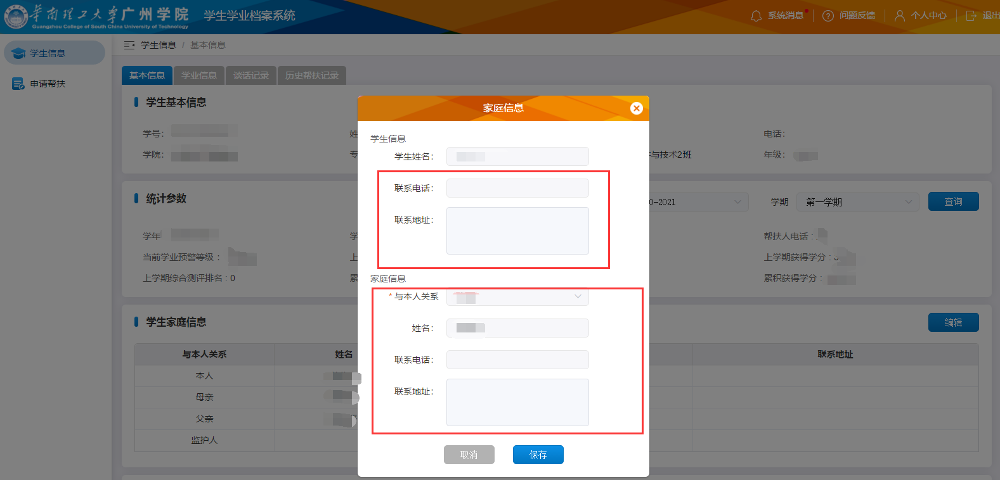 华南理工大学广州学院
Guangzhou College of South China University of Technology
学生学业档案系统
系统消息
问题反馈
个人中心
退出
学生信息
申请帮扶
学生信息 / 基本信息
基本信息
学业信息
谈话记录
历史帮扶记录
学生基本信息
学号：
电话：
学院：
与技术2班
年级：
统计参数
0-2021
学期
第一学期
查询
学年
帮扶人电话：
当前学业预警等级：
上学期获得学分：
上学期综合测评排名：0
累积获得学分：
学生家庭信息
编辑
与本人关系
姓名
联系地址
本人
母亲
父亲
监护人
家庭信息
学生信息
学生姓名：
联系电话：
联系地址：
家庭信息
* 与本人关系
姓名：
联系电话：
联系地址：
取消
保存